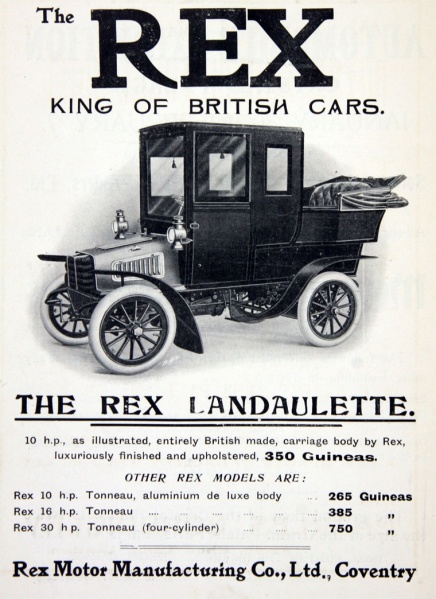 The REX
KING OF BRITISH CARS.
THE REX LANDAULETTE.
10 h.p., as illustrated, entirely British made, carriage body by Rex,
luxuriously finished and upholstered, 350 Guineas.
OTHER REX MODELS ARE:
Rex 10 h.p. Tonneau, aluminium de luxe body ... 265 Guineas
Rex 16 h.p. Tonneau .... .... ... ... ... 385 „
Rex 30 h p. Tonneau (four-cylinder) ... ... 750 „
Rex Motor Manufacturing Co., Ltd., Coventry